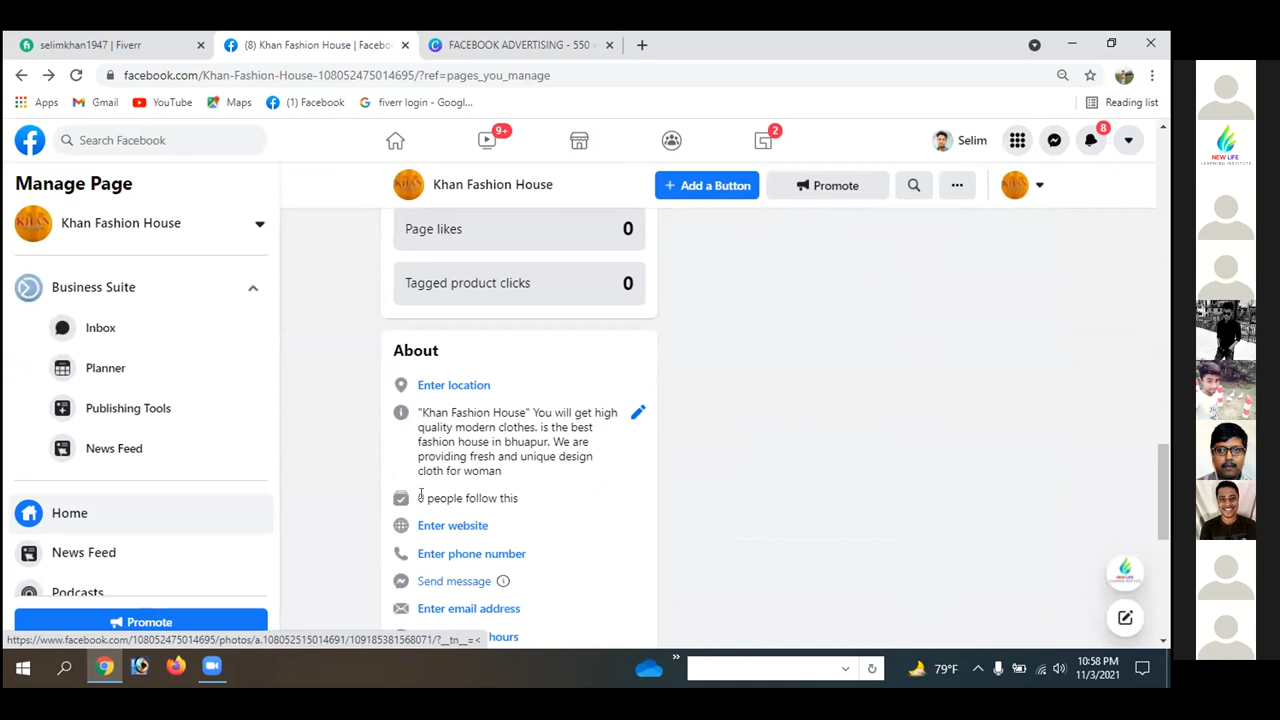 selimkhan1947 | Fiverr
(8) Khan Fashion House | Facebo
FACEBOOK ADVERTISING - 550
facebook.com/Khan-Fashion-House-108052475014695/?ref=pages_you_manage
Apps
Gmail
YouTube
Maps
(1) Facebook
fiverr login - Googl...
Reading list
Search Facebook
9+
2
Selim
8
Manage Page
Khan Fashion House
Business Suite
Inbox
Planner
Publishing Tools
News Feed
Home
News Feed
Podcasts
Promote
KHAN
Khan Fashion House
+ Add a Button
Promote
Page likes 0
Tagged product clicks 0
About
Enter location
"Khan Fashion House" You will get high
quality modern clothes. is the best
fashion house in bhuapur. We are
providing fresh and unique design
cloth for woman
0 people follow this
Enter website
Enter phone number
Send message
Enter email address
hours
https://www.facebook.com/108052475014695/photos/a.108052515014691/109185381568071/?__tn__=<
79°F
10:58 PM
11/3/2021
NEW LIFE
LEARNING INSTITUTE